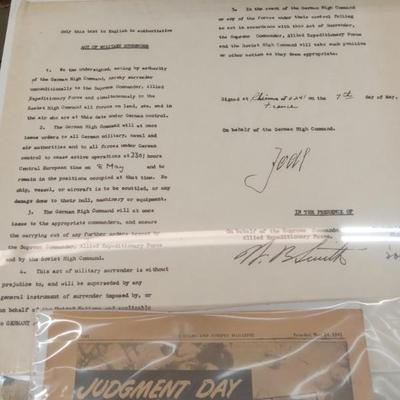 Only this text in English is authoritative
ACT OF MILITARY SURRENDER
1. We the undersigned, acting by authority
of the German High Command, hereby surrender
unconditionally to the Supreme Commander, Allied
Expeditionary Force and simultaneously to the
Soviet High Command all forces on land, sea, and in
the air who are at this date under German control.
2. The German High Command will at once
issue orders to all German military, naval and
air authorities and to all forces under German
control to cease active operations at 2301 hours
Central European time on 8 May and to
remain in the positions occupied at that time. No
ship, vessel, or aircraft is to be scuttled, or any
damage done to their hull, machinery or equipment.
3. The German High Command will at once
issue to the appropriate commanders, and ensure
the carrying out of any further orders issued by
the Supreme Commander, Allied Expeditionary Force
and by the Soviet High Command.
4. This act of military surrender is without
prejudice to, and will be superseded by any
general instrument of surrender imposed by, or
on behalf of the United Nations and applicable
to GERMANY
5. In the event of the German High Command
or any of the forces under their control failing
to act in accordance with this Act of Surrender,
the Supreme Commander, Allied Expeditionary Force
and the Soviet High Command will take such punitive
or other action as they deem appropriate.
Signed at Rheims at 0241 on the 7th day of May,
France
On behalf of the German High Command.
Jodl
IN THE PRESENCE OF
On behalf of the Supreme Commander,
Allied Expeditionary Force.
W. B. Smith
JUDGMENT DAY